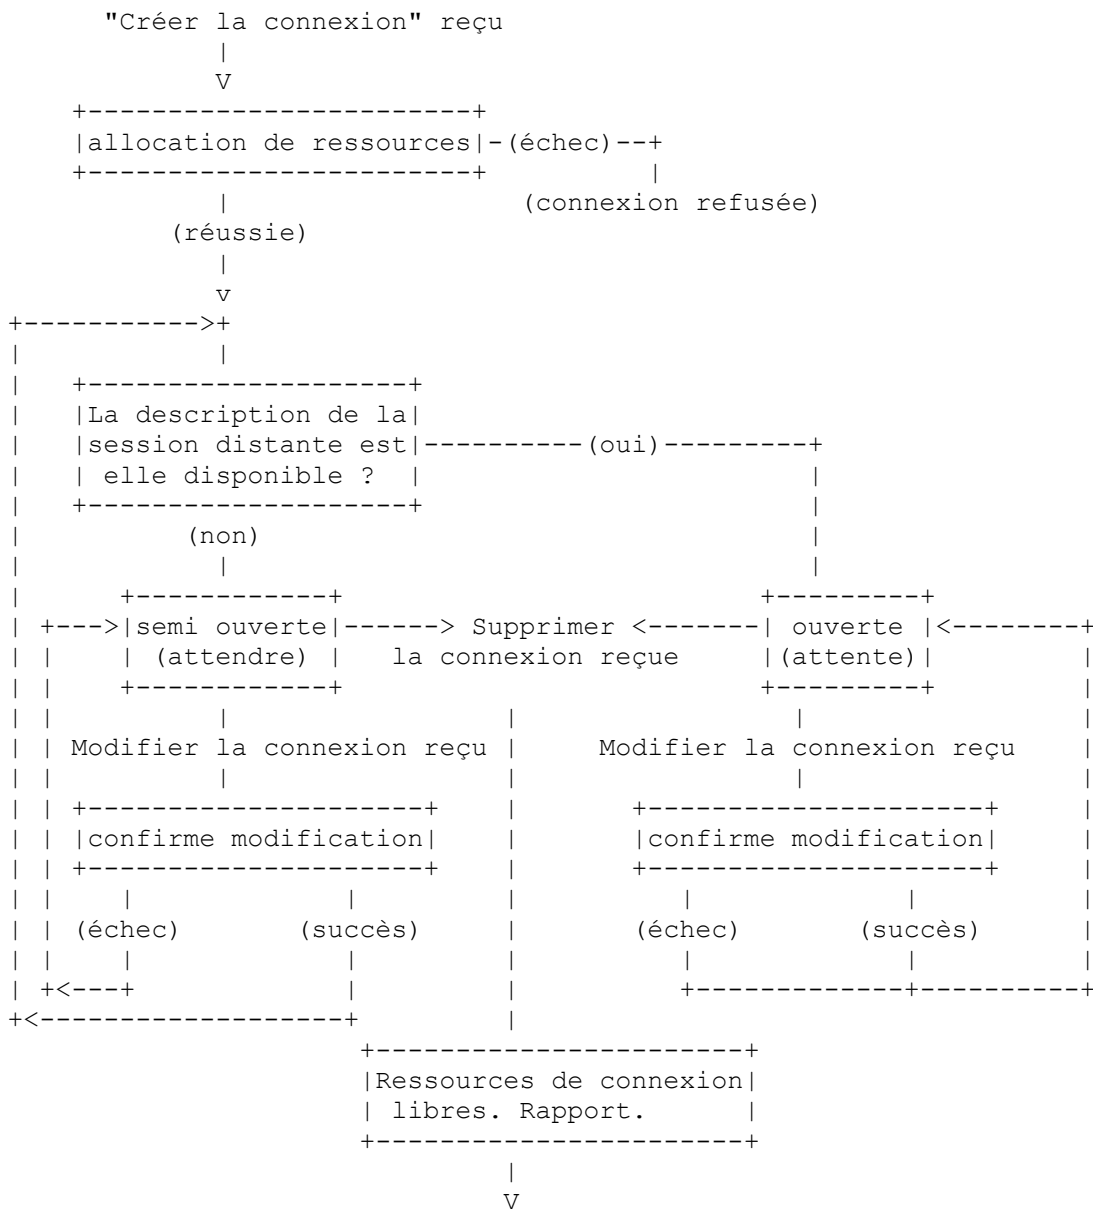 "Créer la connexion" reçu
allocation de ressources
(échec)
(connexion refusée)
(réussie)
La description de la
session distante est
elle disponible ?
(oui)
(non)
semi ouverte
(attendre)
Supprimer
la connexion reçue
ouverte
(attente)
Modifier la connexion reçu
Modifier la connexion reçu
confirme modification
confirme modification
(échec)
(succès)
(échec)
(succès)
Ressources de connexion
libres. Rapport.